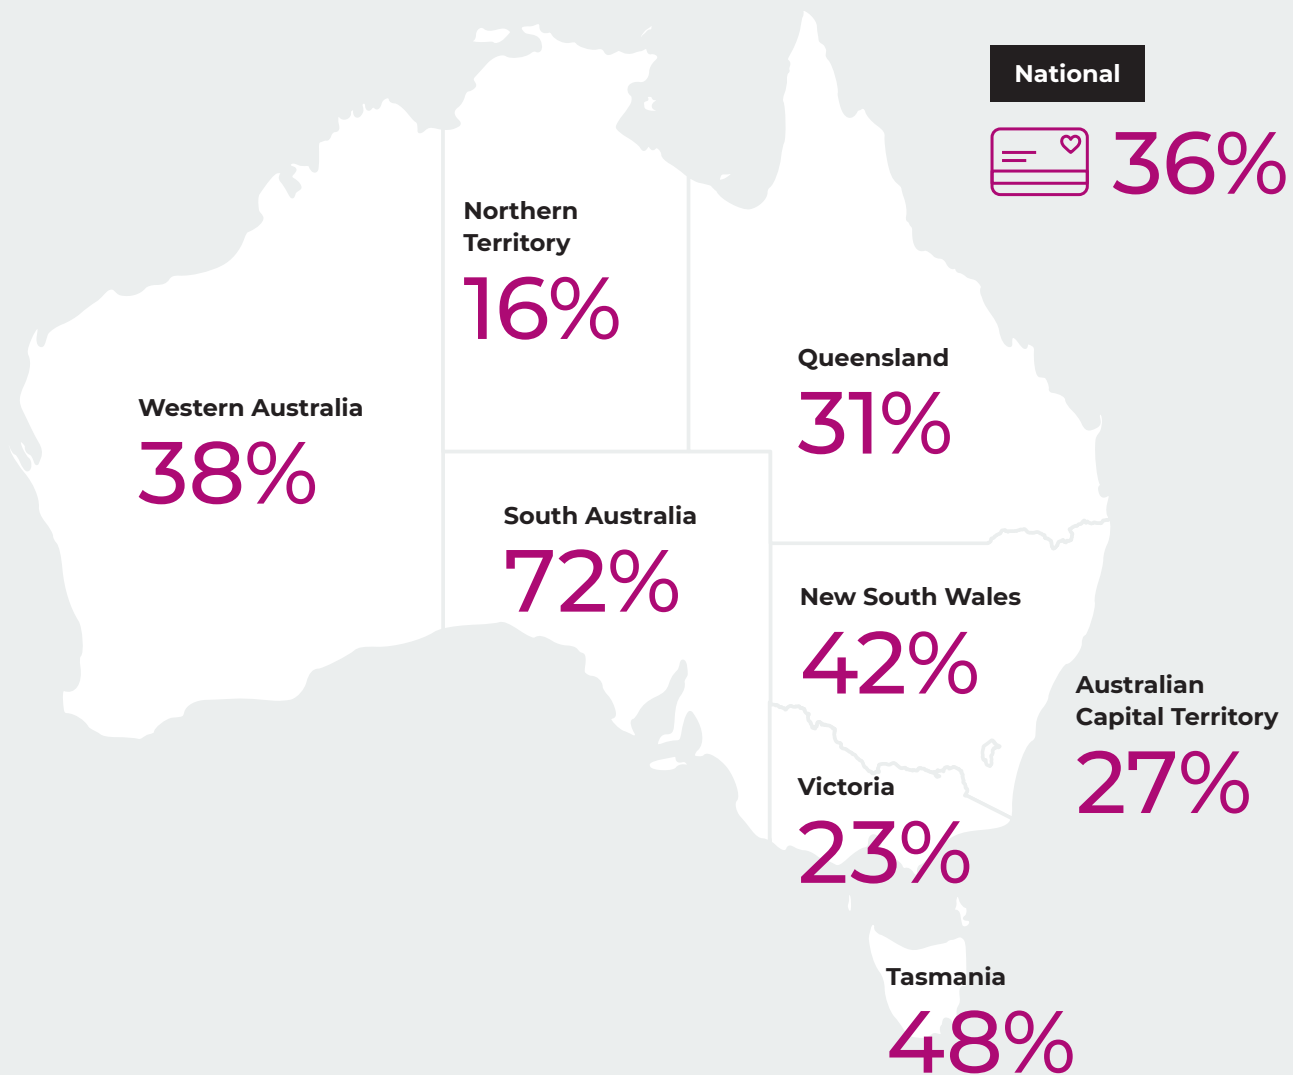 National
36%
Northern
Territory
16%
Queensland
31%
Western Australia
38%
South Australia
72%
New South Wales
42%
Australian
Capital Territory
27%
Victoria
23%
Tasmania
48%